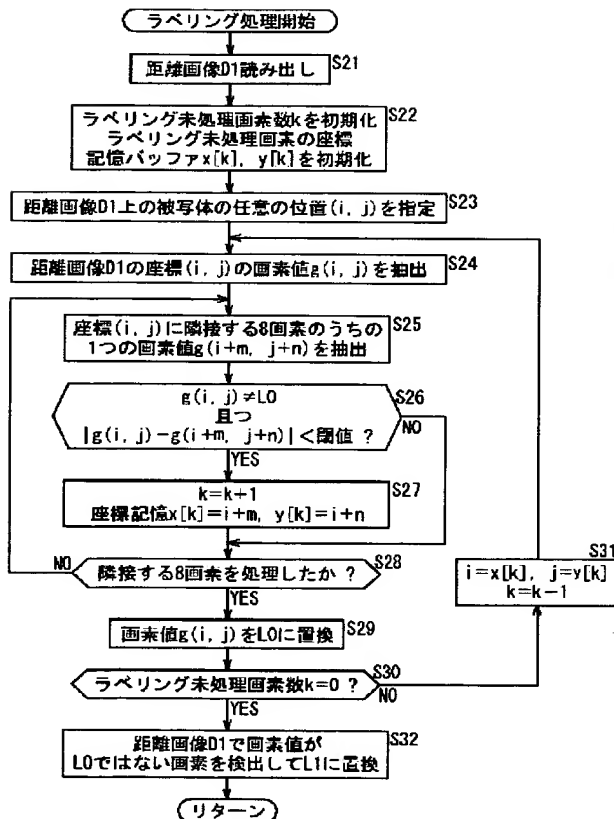 ラベリング処理開始
S21
距離画像D1読み出し
S22
ラベリング未処理画素数kを初期化
ラベリング未処理画素の座標
記憶バッファx[k], y[k]を初期化
S23
距離画像D1上の被写体の任意の位置(i, j)を指定
S24
距離画像D1の座標(i, j)の画素値g(i, j)を抽出
S25
座標(i, j)に隣接する8画素のうちの
1つの画素値g(i+m, j+n)を抽出
S26
g(i, j)≠L0
且つ
|g(i, j)-g(i+m, j+n)|<閾値 ?
NO
YES
S27
k=k+1
座標記憶x[k]=i+m, y[k]=i+n
S28
NO
隣接する8画素を処理したか ?
YES
S29
画素値g(i, j)をL0に置換
S30
ラベリング未処理画素数k=0 ?
NO
YES
S31
i=x[k], j=y[k]
k=k-1
S32
距離画像D1で画素値が
L0ではない画素を検出してL1に置換
リターン